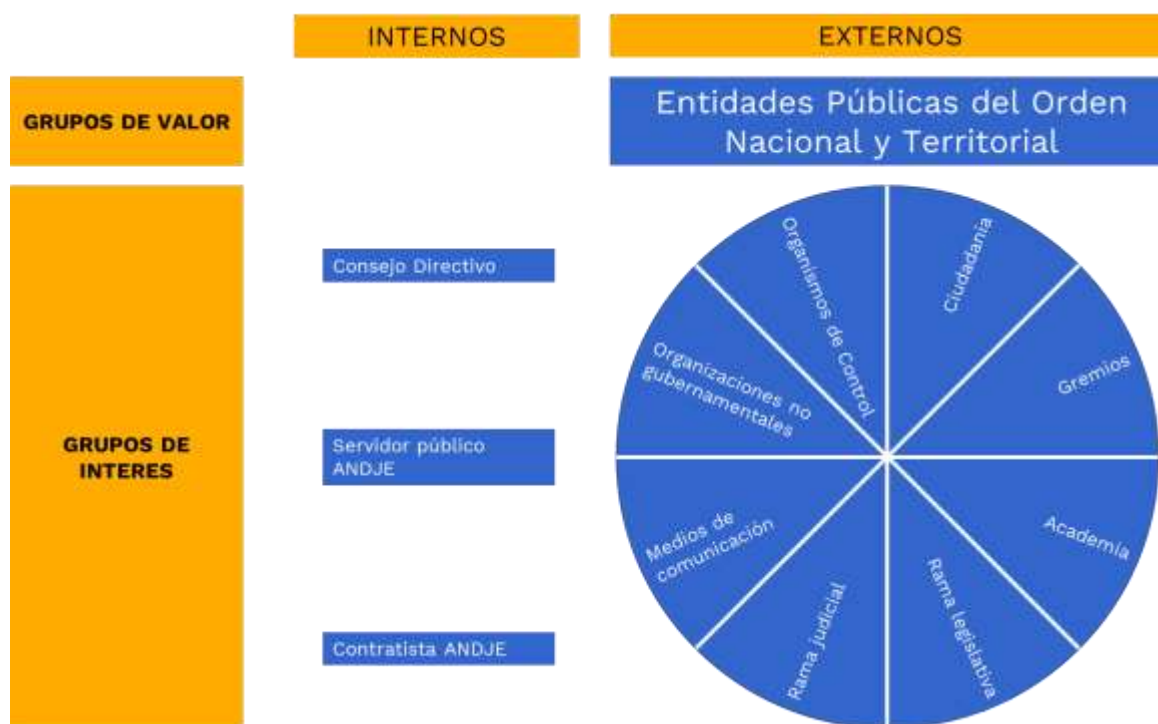 INTERNOS
EXTERNOS
GRUPOS DE VALOR
Entidades Públicas del Orden
Nacional y Territorial
GRUPOS DE
INTERES
Consejo Directivo
Servidor público
ANDJE
Contratista ANDJE
Organismos de Control
Ciudadanía
Gremios
Academia
Rama legislativa
Rama judicial
Medios de
comunicación
Organizaciones no
gubernamentales